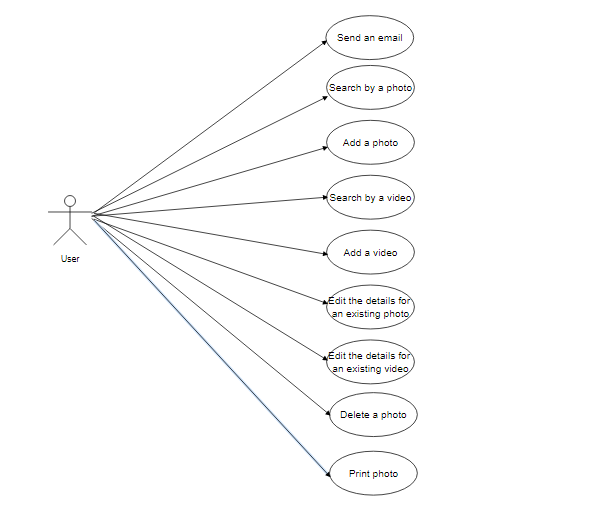 Send an email
Search by a photo
Add a photo
Search by a video
User
Add a video
Edit the details for
an existing photo
Edit the details for
an existing video
Delete a photo
Print photo